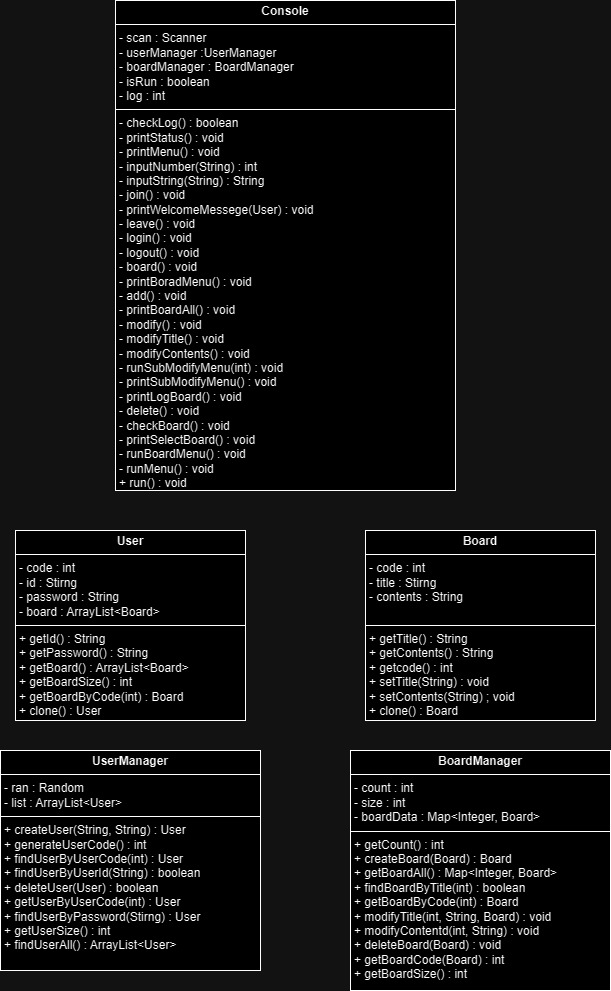 Console
- scan : Scanner
- userManager :UserManager
- boardManager : BoardManager
- isRun : boolean
- log : int
- checkLog() : boolean
- printStatus() : void
- printMenu() : void
- inputNumber(String) : int
- inputString(String) : String
- join() : void
- printWelcomeMessege(User) : void
- leave() : void
- login() : void
- logout() : void
- board() : void
- printBoradMenu() : void
- add() : void
- printBoardAll() : void
- modify() : void
- modifyTitle() : void
- modifyContents() : void
- runSubModifyMenu(int) : void
- printSubModifyMenu() : void
- printLogBoard() : void
- delete() : void
- checkBoard() : void
- printSelectBoard() : void
- runBoardMenu() : void
- runMenu() : void
+ run() : void
User
- code : int
- id : Stirng
- password : String
- board : ArrayList<Board>
+ getId() : String
+ getPassword() : String
+ getBoard() : ArrayList<Board>
+ getBoardSize() : int
+ getBoardByCode(int) : Board
+ clone() : User
Board
- code : int
- title : Stirng
- contents : String
+ getTitle() : String
+ getContents() : String
+ getcode() : int
+ setTitle(String) : void
+ setContents(String) ; void
+ clone() : Board
UserManager
- ran : Random
- list : ArrayList<User>
+ createUser(String, String) : User
+ generateUserCode() : int
+ findUserByUserCode(int) : User
+ findUserByUserId(String) : boolean
+ deleteUser(User) : boolean
+ getUserByUserCode(int) : User
+ findUserByPassword(Stirng) : User
+ getUserSize() : int
+ findUserAll() : ArrayList<User>
BoardManager
- count : int
- size : int
- boardData : Map<Integer, Board>
+ getCount() : int
+ createBoard(Board) : Board
+ getBoardAll() : Map<Integer, Board>
+ findBoardByTitle(int) : boolean
+ getBoardByCode(int) : Board
+ modifyTitle(int, String, Board) : void
+ modifyContentd(int, String) : void
+ deleteBoard(Board) : void
+ getBoardCode(Board) : int
+ getBoardSize() : int